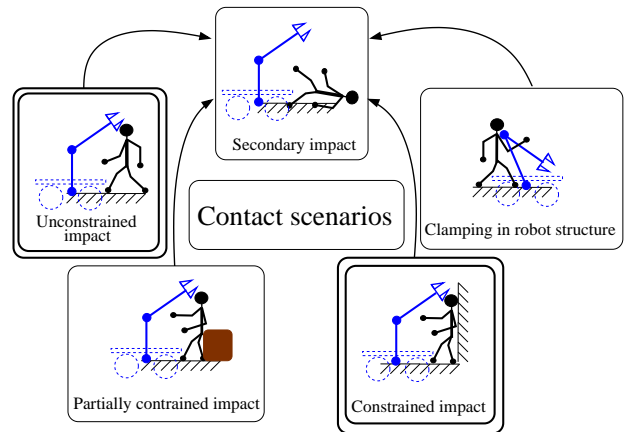 Secondary impact
Unconstrained
impact
Contact scenarios
Clamping in robot structure
Partially contrained impact
Constrained impact